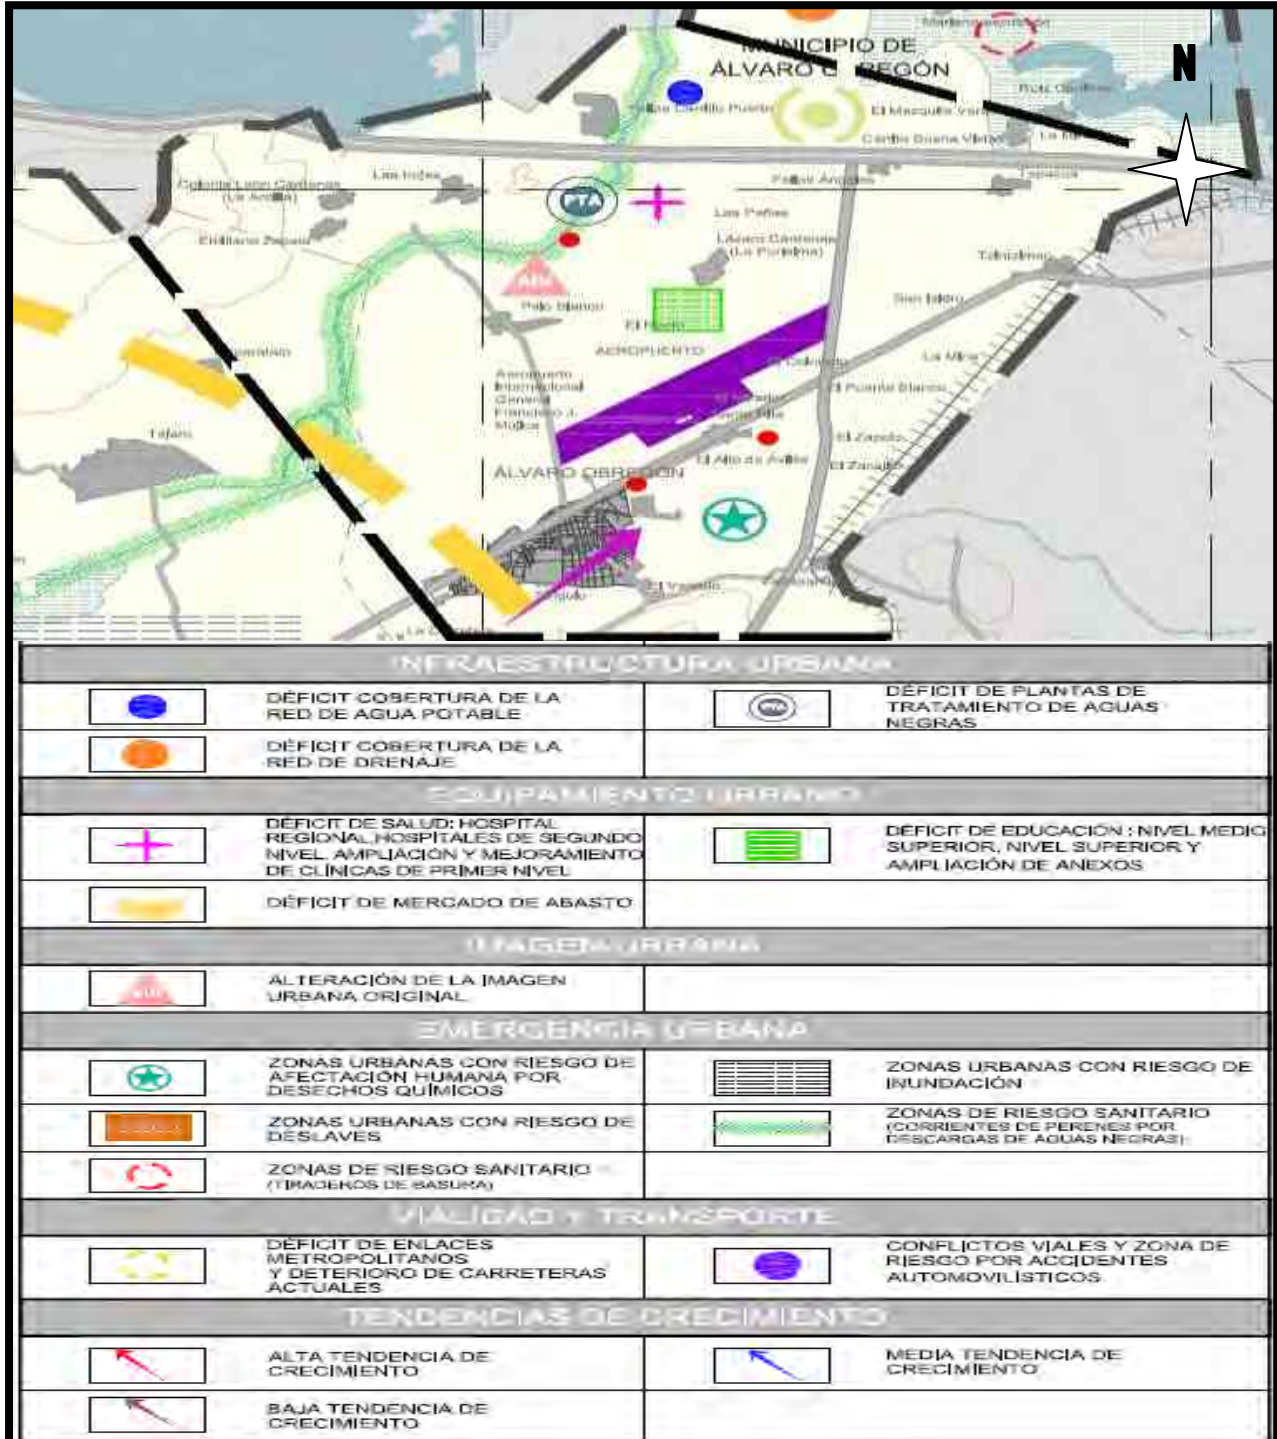 MUNICIPIO DE
ÁLVARO OBREGÓN
N
Felipe Carrillo Puerto
El Mezquite
Las Peñas
Lázaro Cárdenas
Emiliano Zapata
PTA
Palo Blanco
San Isidro
AEROPUERTO
Aeropuerto
Internacional
General
Francisco J.
El Puente Blanco
El Zapote
Tejaro
ÁLVARO OBREGÓN
INFRAESTRUCTURA URBANA
DÉFICIT COBERTURA DE LA
RED DE AGUA POTABLE
DÉFICIT DE PLANTAS DE
TRATAMIENTO DE AGUAS
NEGRAS
DÉFICIT COBERTURA DE LA
RED DE DRENAJE
EQUIPAMIENTO URBANO
DÉFICIT DE SALUD: HOSPITAL
REGIONAL,HOSPITALES DE SEGUNDO
NIVEL, AMPLIACIÓN Y MEJORAMIENTO
DE CLÍNICAS DE PRIMER NIVEL
DÉFICIT DE EDUCACIÓN : NIVEL MEDIO
SUPERIOR, NIVEL SUPERIOR Y
AMPLIACIÓN DE ANEXOS
DÉFICIT DE MERCADO DE ABASTO
IMAGEN URBANA
ALTERACIÓN DE LA IMAGEN
URBANA ORIGINAL
EMERGENCIA URBANA
ZONAS URBANAS CON RIESGO DE
AFECTACIÓN HUMANA POR
DESECHOS QUÍMICOS
ZONAS URBANAS CON RIESGO DE
INUNDACIÓN
ZONAS URBANAS CON RIESGO DE
DESLAVES
ZONAS DE RIESGO SANITARIO
(CORRIENTES DE PERENES POR
DESCARGAS DE AGUAS NEGRAS)
ZONAS DE RIESGO SANITARIO
(TIRADEROS DE BASURA)
VIALIDAD Y TRANSPORTE
DÉFICIT DE ENLACES
METROPOLITANOS
Y DETERIORO DE CARRETERAS
ACTUALES
CONFLICTOS VIALES Y ZONA DE
RIESGO POR ACCIDENTES
AUTOMOVILÍSTICOS
TENDENCIAS DE CRECIMIENTO
ALTA TENDENCIA DE
CRECIMIENTO
MEDIA TENDENCIA DE
CRECIMIENTO
BAJA TENDENCIA DE
CRECIMIENTO